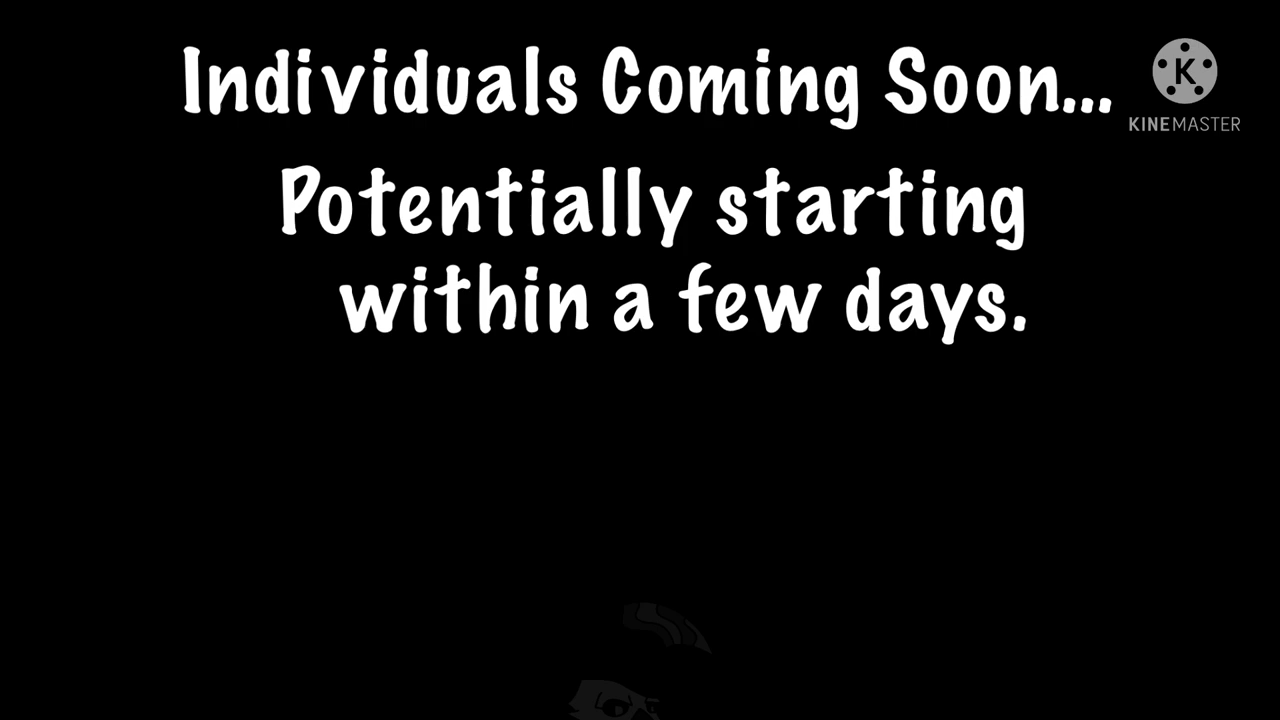 Individuals Coming Soon...
K
KINEMASTER
Potentially starting
within a few days.